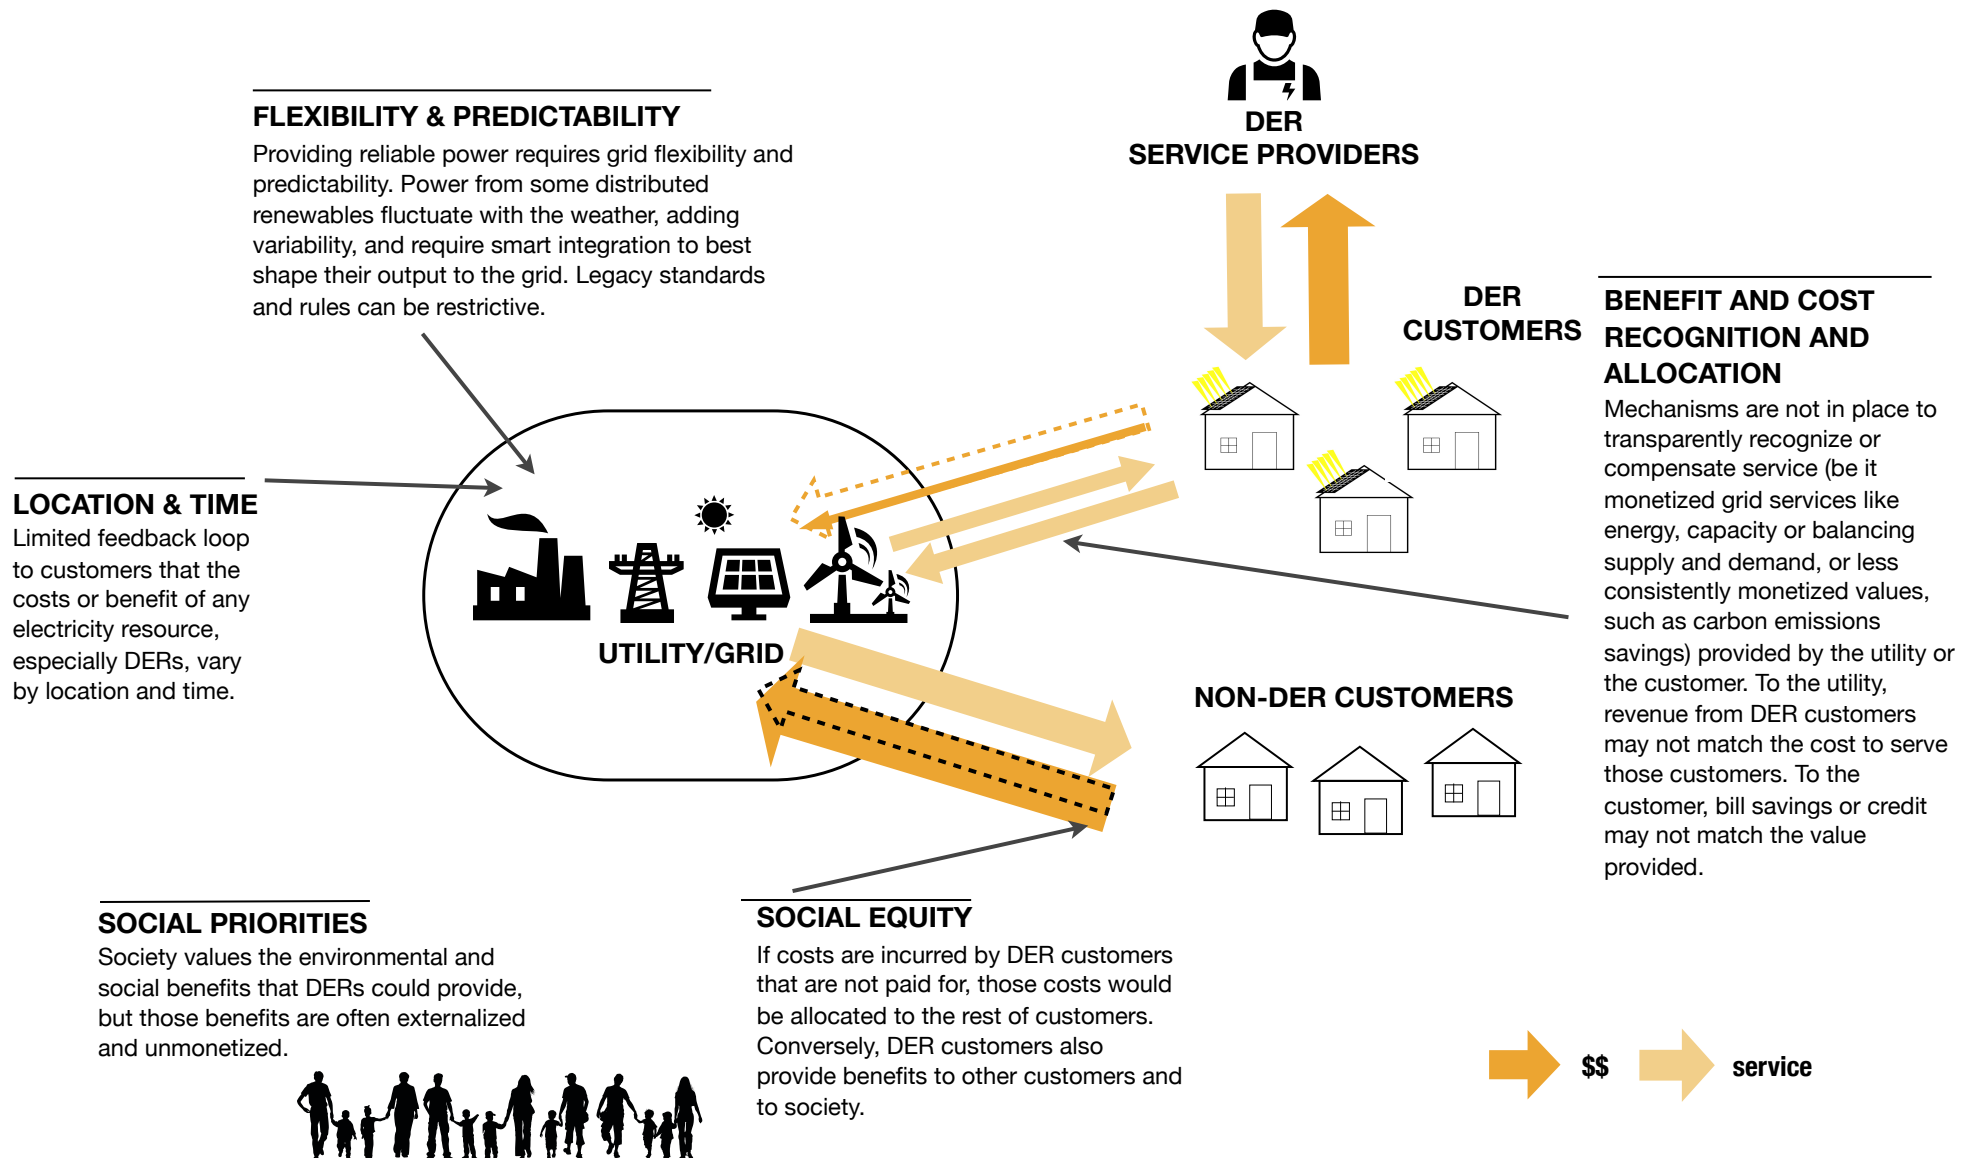 FLEXIBILITY & PREDICTABILITY
Providing reliable power requires grid flexibility and
predictability. Power from some distributed
renewables fluctuate with the weather, adding
variability, and require smart integration to best
shape their output to the grid. Legacy standards
and rules can be restrictive.
DER
SERVICE PROVIDERS
DER
CUSTOMERS
BENEFIT AND COST
RECOGNITION AND
ALLOCATION
Mechanisms are not in place to
transparently recognize or
compensate service (be it
monetized grid services like
energy, capacity or balancing
supply and demand, or less
consistently monetized values,
such as carbon emissions
savings) provided by the utility or
the customer. To the utility,
revenue from DER customers
may not match the cost to serve
those customers. To the
customer, bill savings or credit
may not match the value
provided.
LOCATION & TIME
Limited feedback loop
to customers that the
costs or benefit of any
electricity resource,
especially DERs, vary
by location and time.
UTILITY/GRID
NON-DER CUSTOMERS
SOCIAL PRIORITIES
Society values the environmental and
social benefits that DERs could provide,
but those benefits are often externalized
and unmonetized.
SOCIAL EQUITY
If costs are incurred by DER customers
that are not paid for, those costs would
be allocated to the rest of customers.
Conversely, DER customers also
provide benefits to other customers and
to society.
$$
service